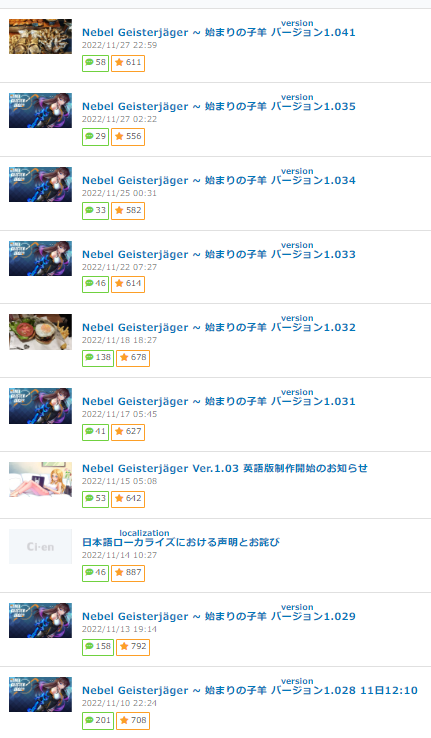 version
Nebel Geisterjäger ~ 始まりの子羊 バージョン1.041
2022/11/27 22:59
58 611
version
Nebel Geisterjäger ~ 始まりの子羊 バージョン1.035
2022/11/27 02:22
29 556
version
Nebel Geisterjäger ~ 始まりの子羊 バージョン1.034
2022/11/25 00:31
33 582
version
Nebel Geisterjäger ~ 始まりの子羊 バージョン1.033
2022/11/22 07:27
46 614
version
Nebel Geisterjäger ~ 始まりの子羊 バージョン1.032
2022/11/18 18:27
138 678
version
Nebel Geisterjäger ~ 始まりの子羊 バージョン1.031
2022/11/17 05:45
41 627
Nebel Geisterjäger Ver.1.03 英語版制作開始のお知らせ
2022/11/15 05:08
53 642
localization
Ci-en
日本語ローカライズにおける声明とお詫び
2022/11/14 10:27
46 887
version
Nebel Geisterjäger ~ 始まりの子羊 バージョン1.029
2022/11/13 19:14
158 792
version
Nebel Geisterjäger ~ 始まりの子羊 バージョン1.028 11日12:10
2022/11/10 22:24
201 708